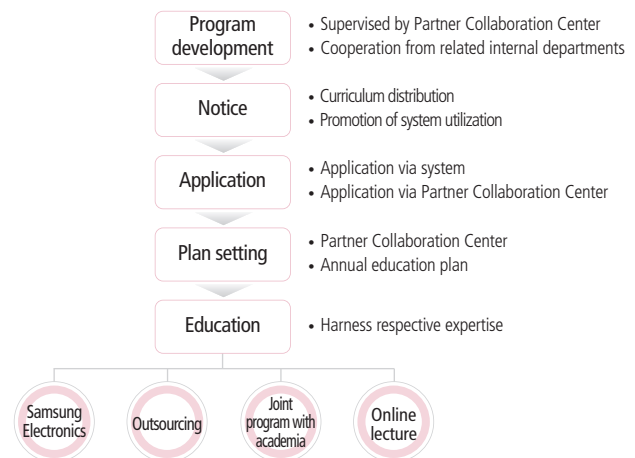 Program
development
• Supervised by Partner Collaboration Center
• Cooperation from related internal departments
Notice
• Curriculum distribution
• Promotion of system utilization
Application
• Application via system
• Application via Partner Collaboration Center
Plan setting
• Partner Collaboration Center
• Annual education plan
Education
• Harness respective expertise
Samsung
Electronics
Outsourcing
Joint
program with
academia
Online
lecture